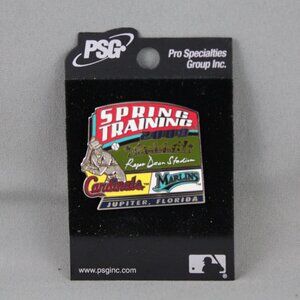 PSG
Pro Specialties
Group Inc.
SPRING
TRAINING
Roger Dean Stadium
Cardinals
MARLINS
JUPITER, FLORIDA
www.psginc.com